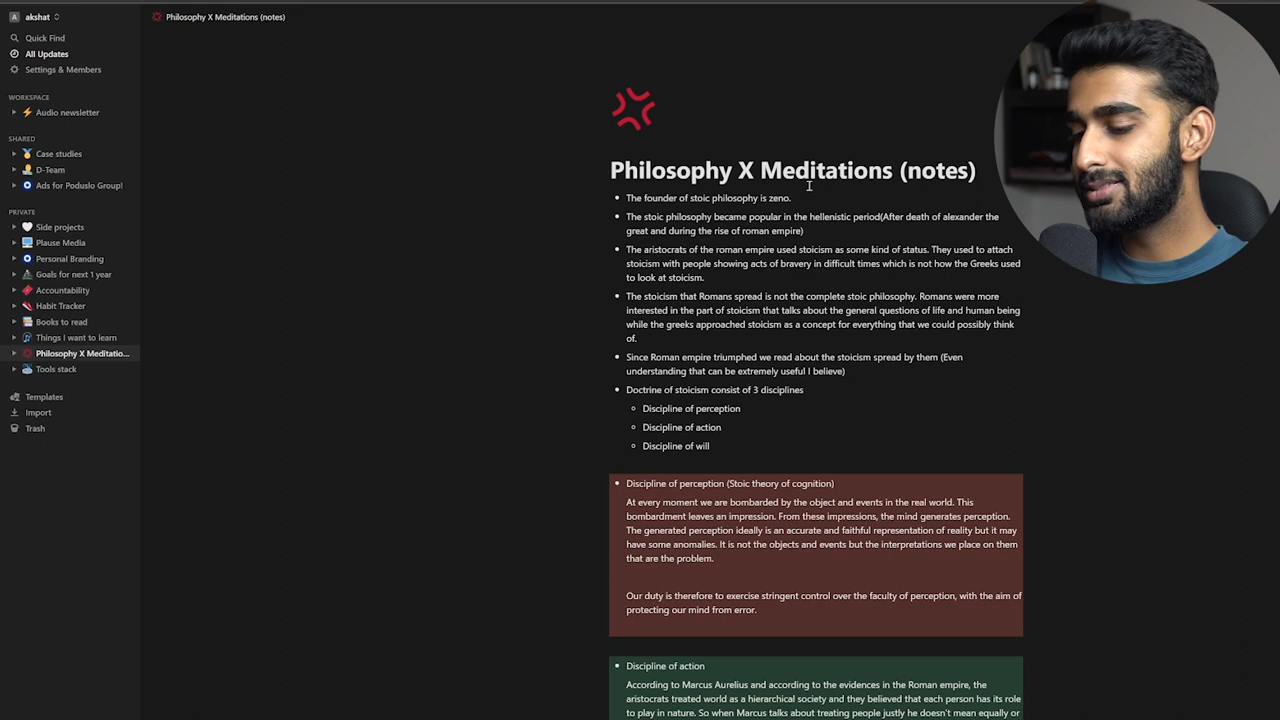 A akshat
Quick Find
All Updates
Settings & Members
WORKSPACE
Audio newsletter
SHARED
Case studies
D-Team
Ads for Poduslo Group!
PRIVATE
Side projects
Plause Media
Personal Branding
Goals for next 1 year
Accountability
Habit Tracker
Books to read
Things I want to learn
Philosophy X Meditatio...
Tools stack
Templates
Import
Trash
Philosophy X Meditations (notes)
Philosophy X Meditations (notes)
The founder of stoic philosophy is zeno.
The stoic philosophy became popular in the hellenistic period(After death of alexander the
great and during the rise of roman empire)
The aristocrats of the roman empire used stoicism as some kind of status. They used to attach
stoicism with people showing acts of bravery in difficult times which is not how the Greeks used
to look at stoicism.
The stoicism that Romans spread is not the complete stoic philosophy. Romans were more
interested in the part of stoicism that talks about the general questions of life and human being
while the greeks approached stoicism as a concept for everything that we could possibly think
of.
Since Roman empire triumphed we read about the stoicism spread by them (Even
understanding that can be extremely useful I believe)
Doctrine of stoicism consist of 3 disciplines
Discipline of perception
Discipline of action
Discipline of will
Discipline of perception (Stoic theory of cognition)
At every moment we are bombarded by the object and events in the real world. This
bombardment leaves an impression. From these impressions, the mind generates perception.
The generated perception ideally is an accurate and faithful representation of reality but it may
have some anomalies. It is not the objects and events but the interpretations we place on them
that are the problem.
Our duty is therefore to exercise stringent control over the faculty of perception, with the aim of
protecting our mind from error.
Discipline of action
According to Marcus Aurelius and according to the evidences in the Roman empire, the
aristocrats treated world as a hierarchical society and they believed that each person has its role
to play in nature. So when Marcus talks about treating people justly he doesn't mean equally or